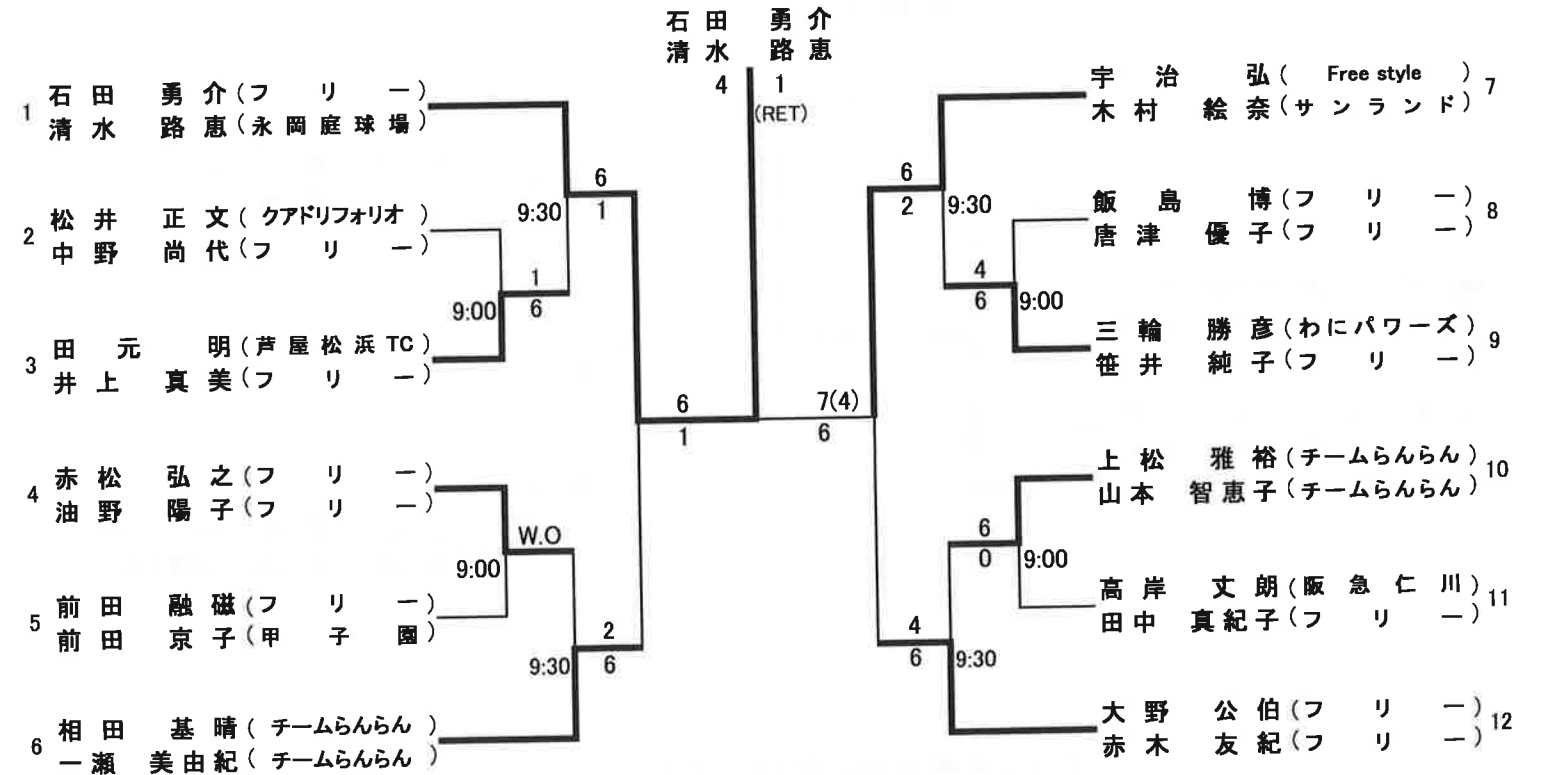 石田 勇介
清水 路恵
4 1
(RET)
1 石田 勇介(フリー)
清水 路恵(永岡庭球場)
6
1
9:30
2 松井 正文(クアドリフォリオ)
中野 尚代(フリー)
1
6
9:00
3 田元 明(芦屋松浜TC)
井上 真美(フリー)
6
1
4 赤松 弘之(フリー)
油野 陽子(フリー)
W.O
9:00
5 前田 融磁(フリー)
前田 京子(甲子園)
2
6
9:30
6 相田 基晴(チームらんらん)
一瀬 美由紀(チームらんらん)
宇治 弘(Free style) 7
木村 絵奈(サンランド)
6
2
9:30
飯島 博(フリー) 8
唐津 優子(フリー)
4
6
9:00
三輪 勝彦(わにパワーズ) 9
笹井 純子(フリー)
7(4)
6
上松 雅裕(チームらんらん) 10
山本 智恵子(チームらんらん)
6
0
9:00
高岸 丈朗(阪急仁川) 11
田中 真紀子(フリー)
4
6
9:30
大野 公伯(フリー) 12
赤木 友紀(フリー)